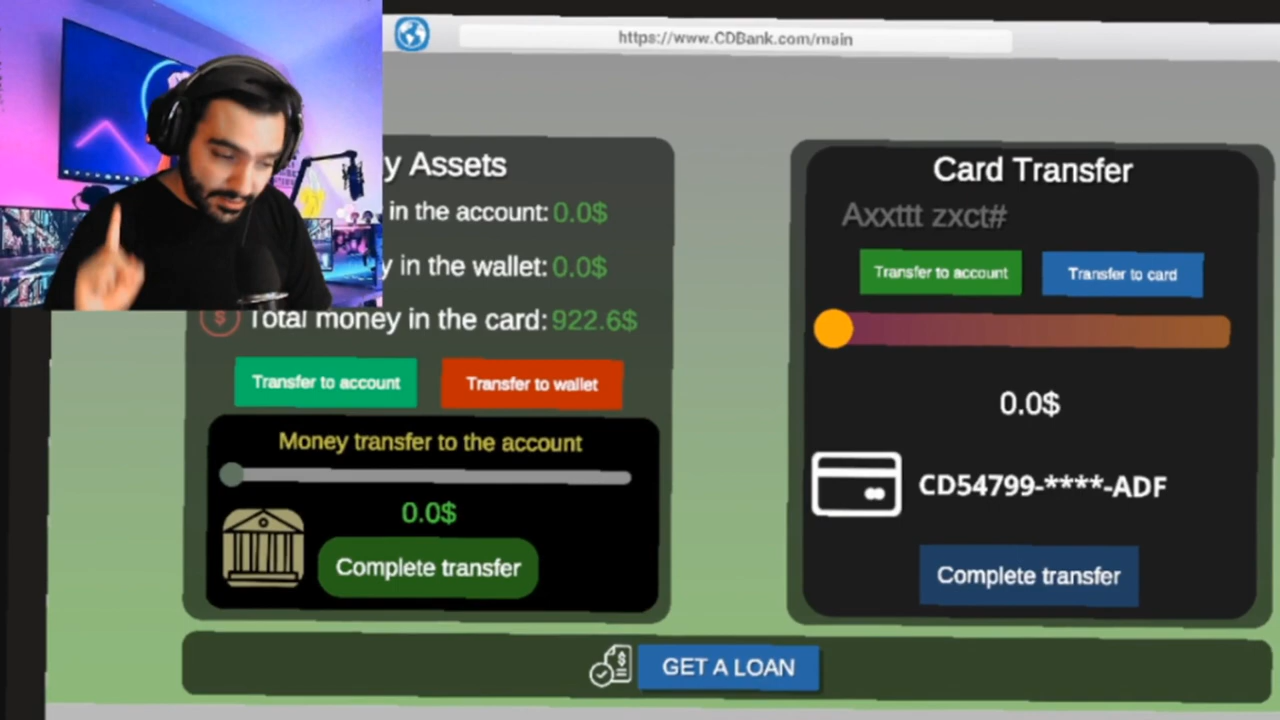 https://www.CDBank.com/main
y Assets
in the account: 0.0$
y in the wallet: 0.0$
Total money in the card: 922.6$
Transfer to account
Transfer to wallet
Money transfer to the account
0.0$
Complete transfer
Card Transfer
Axxttt zxct#
Transfer to account
Transfer to card
0.0$
CD54799-****-ADF
Complete transfer
$
GET A LOAN